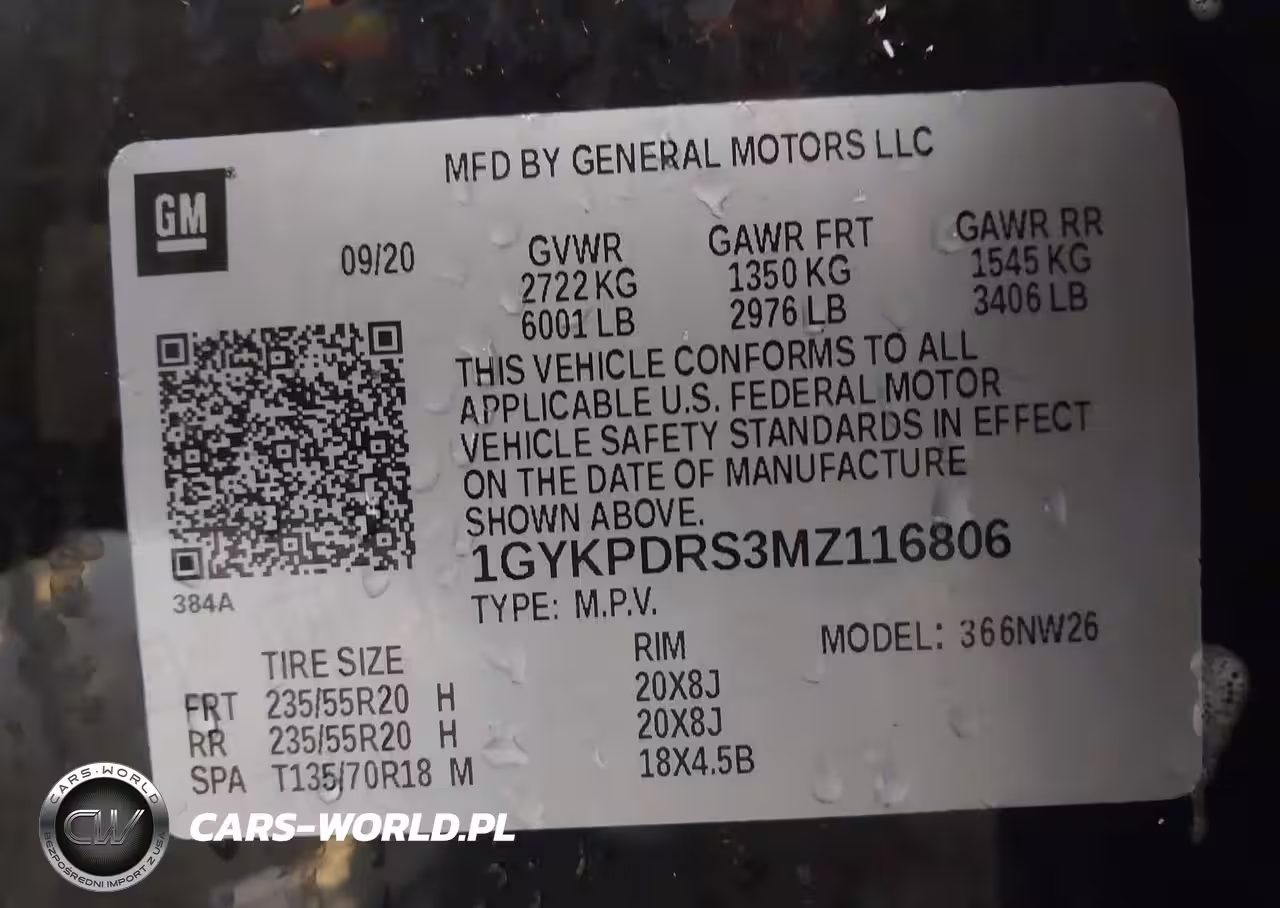 MFD BY GENERAL MOTORS LLC
GM
09/20
GVWR GAWR FRT GAWR RR
2722 KG 1350 KG 1545 KG
6001 LB 2976 LB 3406 LB
THIS VEHICLE CONFORMS TO ALL
APPLICABLE U.S. FEDERAL MOTOR
VEHICLE SAFETY STANDARDS IN EFFECT
ON THE DATE OF MANUFACTURE
SHOWN ABOVE.
1GYKPDRS3MZ116806
384A
TYPE: M.P.V.
MODEL: 366NW26
TIRE SIZE RIM
FRT 235/55R20 H 20X8J
RR 235/55R20 H 20X8J
SPA T135/70R18 M 18X4.5B
CARS-WORLD
CW
BEZPOŚREDNI IMPORT Z USA
CARS-WORLD.PL